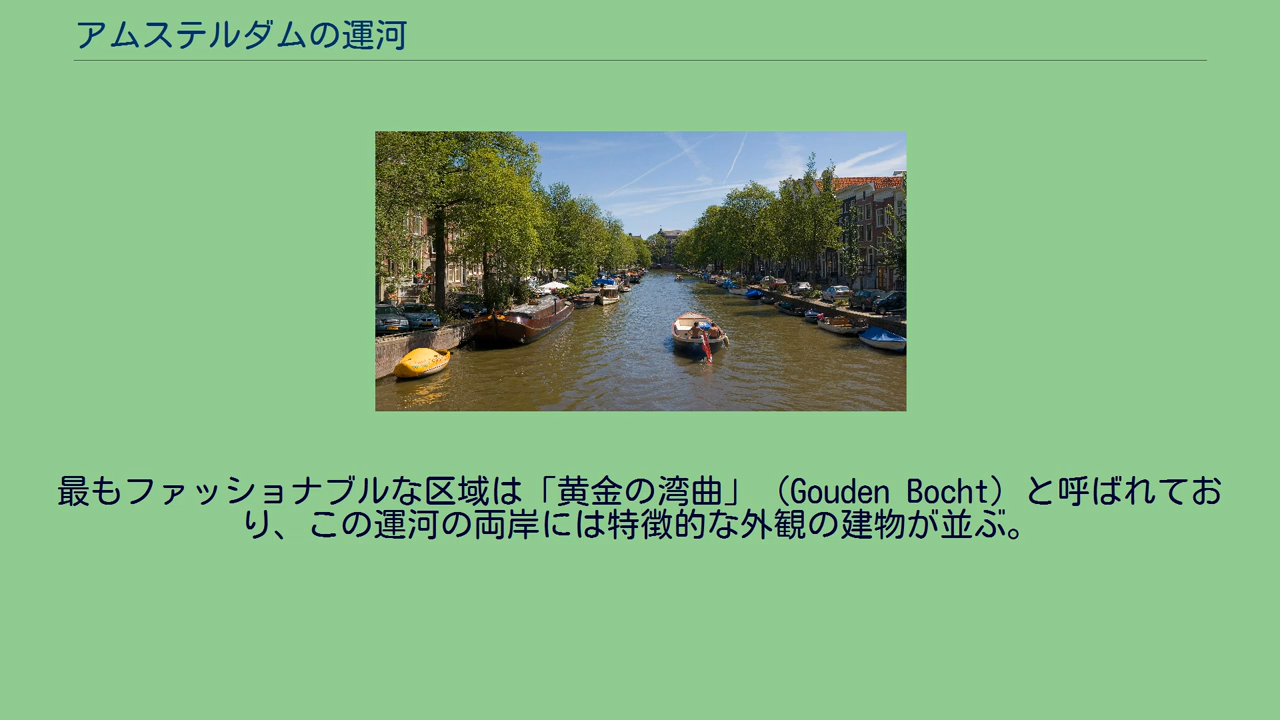 アムステルダムの運河
最もファッショナブルな区域は「黄金の湾曲」（Gouden Bocht）と呼ばれてお
り、この運河の両岸には特徴的な外観の建物が並ぶ。